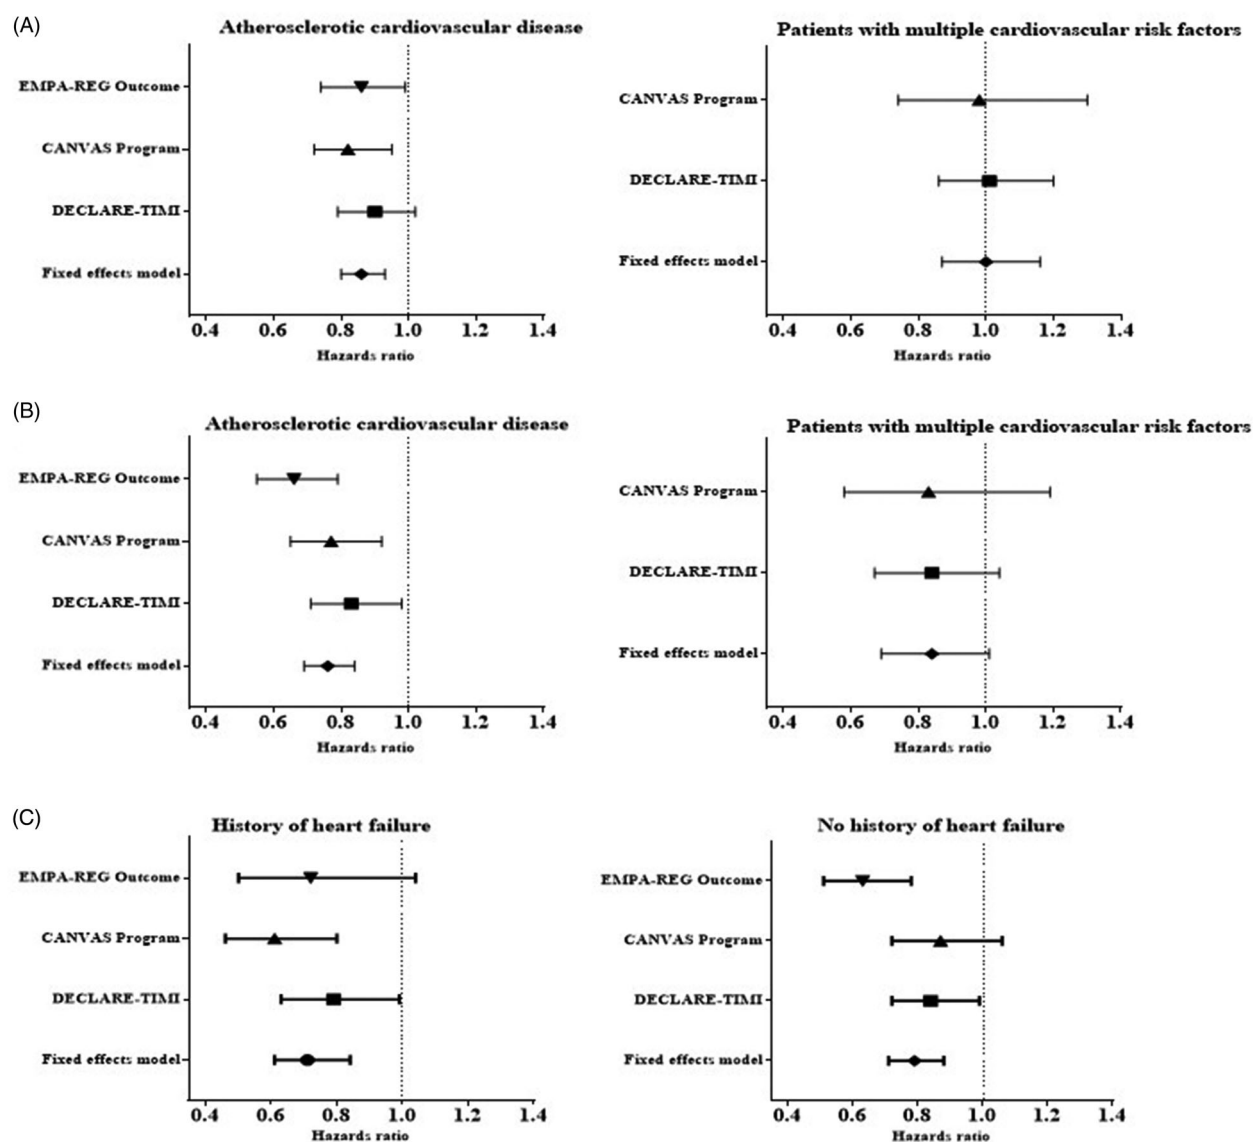 (A)
Atherosclerotic cardiovascular disease
EMPA-REG Outcome
CANVAS Program
DECLARE-TIMI
Fixed effects model
0.4 0.6 0.8 1.0 1.2 1.4
Hazards ratio
Patients with multiple cardiovascular risk factors
CANVAS Program
DECLARE-TIMI
Fixed effects model
0.4 0.6 0.8 1.0 1.2 1.4
Hazards ratio
(B)
Atherosclerotic cardiovascular disease
EMPA-REG Outcome
CANVAS Program
DECLARE-TIMI
Fixed effects model
0.4 0.6 0.8 1.0 1.2 1.4
Hazards ratio
Patients with multiple cardiovascular risk factors
CANVAS Program
DECLARE-TIMI
Fixed effects model
0.4 0.6 0.8 1.0 1.2 1.4
Hazards ratio
(C)
History of heart failure
EMPA-REG Outcome
CANVAS Program
DECLARE-TIMI
Fixed effects model
0.4 0.6 0.8 1.0 1.2 1.4
Hazards ratio
No history of heart failure
EMPA-REG Outcome
CANVAS Program
DECLARE-TIMI
Fixed effects model
0.4 0.6 0.8 1.0 1.2 1.4
Hazards ratio